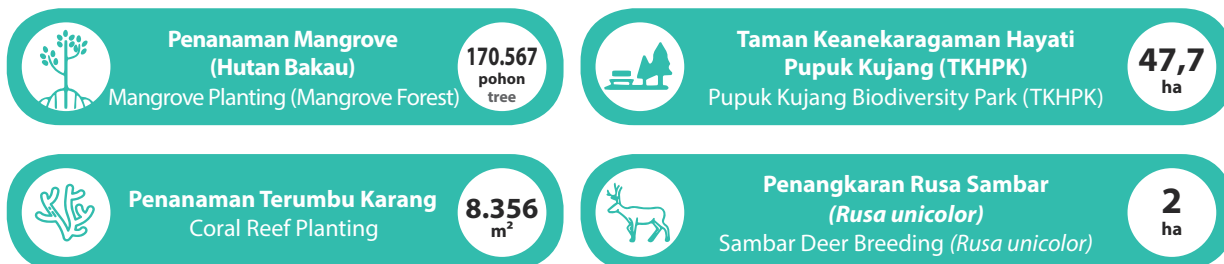 Penanaman Mangrove
(Hutan Bakau)
Mangrove Planting (Mangrove Forest)
170.567
pohon
tree
Taman Keanekaragaman Hayati
Pupuk Kujang (TKHPK)
Pupuk Kujang Biodiversity Park (TKHPK)
47,7
ha
Penanaman Terumbu Karang
Coral Reef Planting
8.356
m²
Penangkaran Rusa Sambar
(Rusa unicolor)
Sambar Deer Breeding (Rusa unicolor)
2
ha